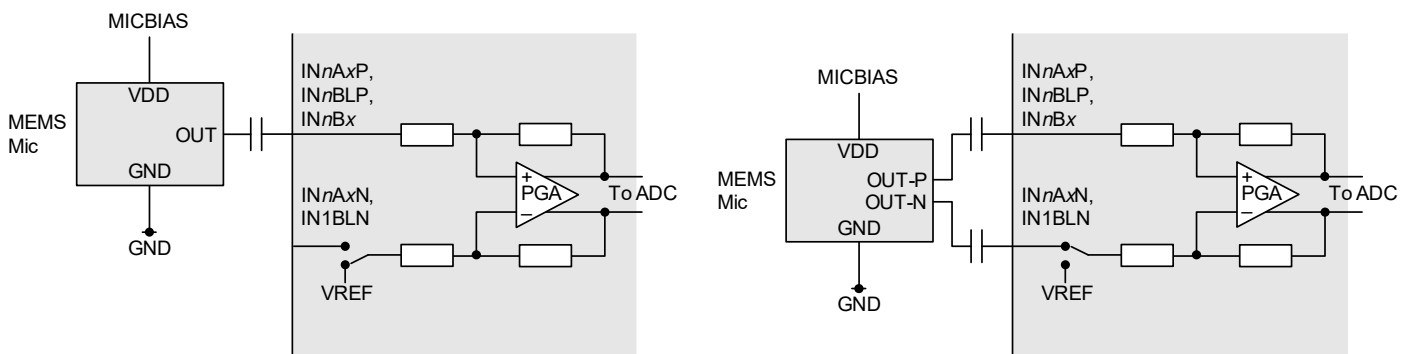 MICBIAS
VDD
MEMS
Mic
OUT
GND
GND
INnAxP,
INnBLP,
INnBx
+
PGA
–
To ADC
INnAxN,
IN1BLN
VREF
MICBIAS
VDD
MEMS
Mic
OUT-P
OUT-N
GND
GND
INnAxP,
INnBLP,
INnBx
+
PGA
–
To ADC
INnAxN,
IN1BLN
VREF